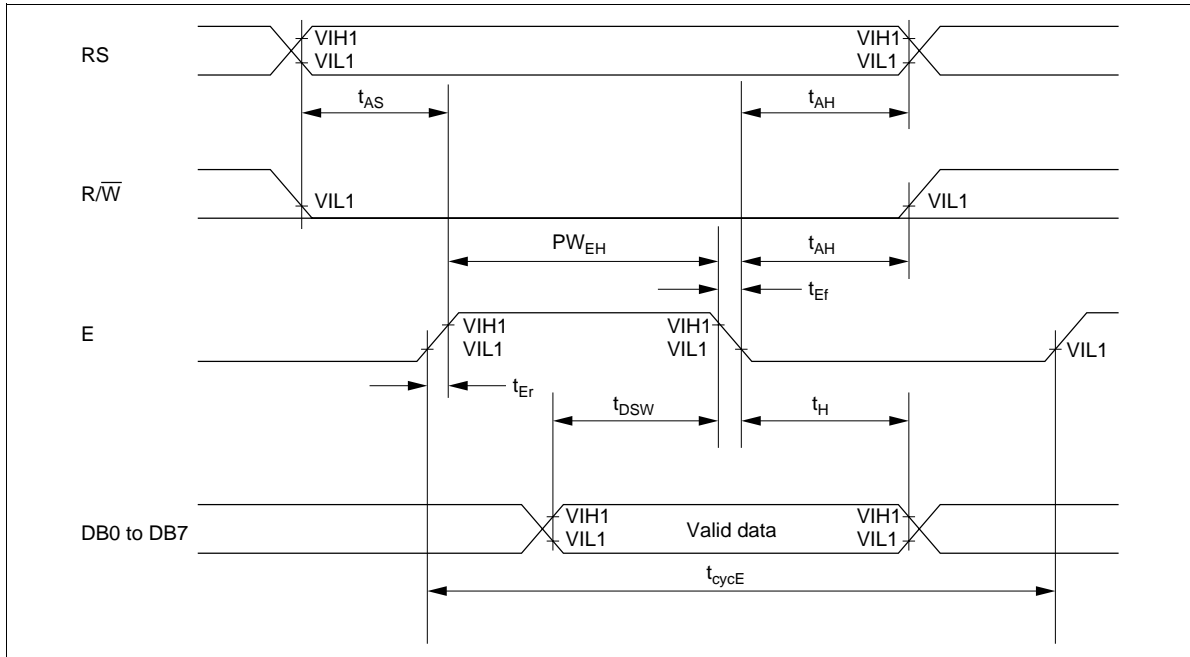 RS
VIH1
VIL1
VIH1
VIL1
tAS
tAH
R/W̅
VIL1
VIL1
PWEH
tAH
tEf
E
VIH1
VIL1
VIH1
VIL1
VIL1
tEr
tDSW
tH
DB0 to DB7
VIH1
VIL1
Valid data
VIH1
VIL1
tcycE